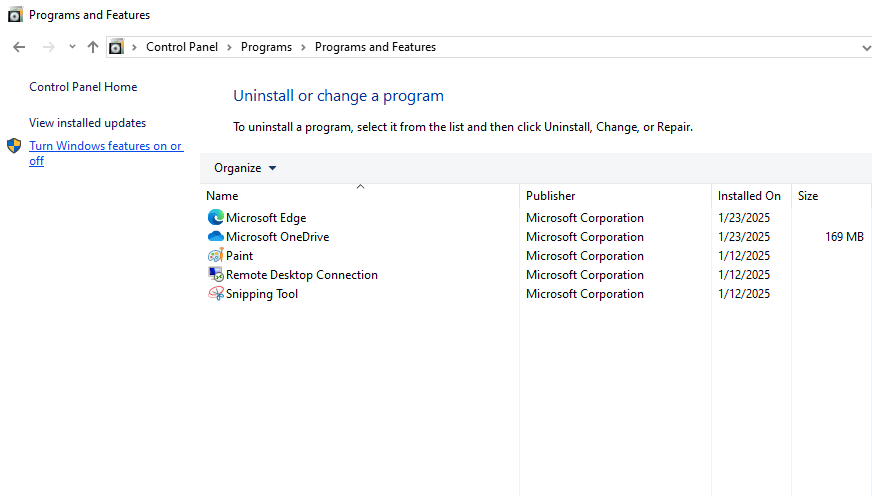 Programs and Features
Control Panel > Programs > Programs and Features
Control Panel Home
View installed updates
Turn Windows features on or
off
Uninstall or change a program
To uninstall a program, select it from the list and then click Uninstall, Change, or Repair.
Organize
Name Publisher Installed On Size
Microsoft Edge Microsoft Corporation 1/23/2025
Microsoft OneDrive Microsoft Corporation 1/23/2025 169 MB
Paint Microsoft Corporation 1/12/2025
Remote Desktop Connection Microsoft Corporation 1/12/2025
Snipping Tool Microsoft Corporation 1/12/2025